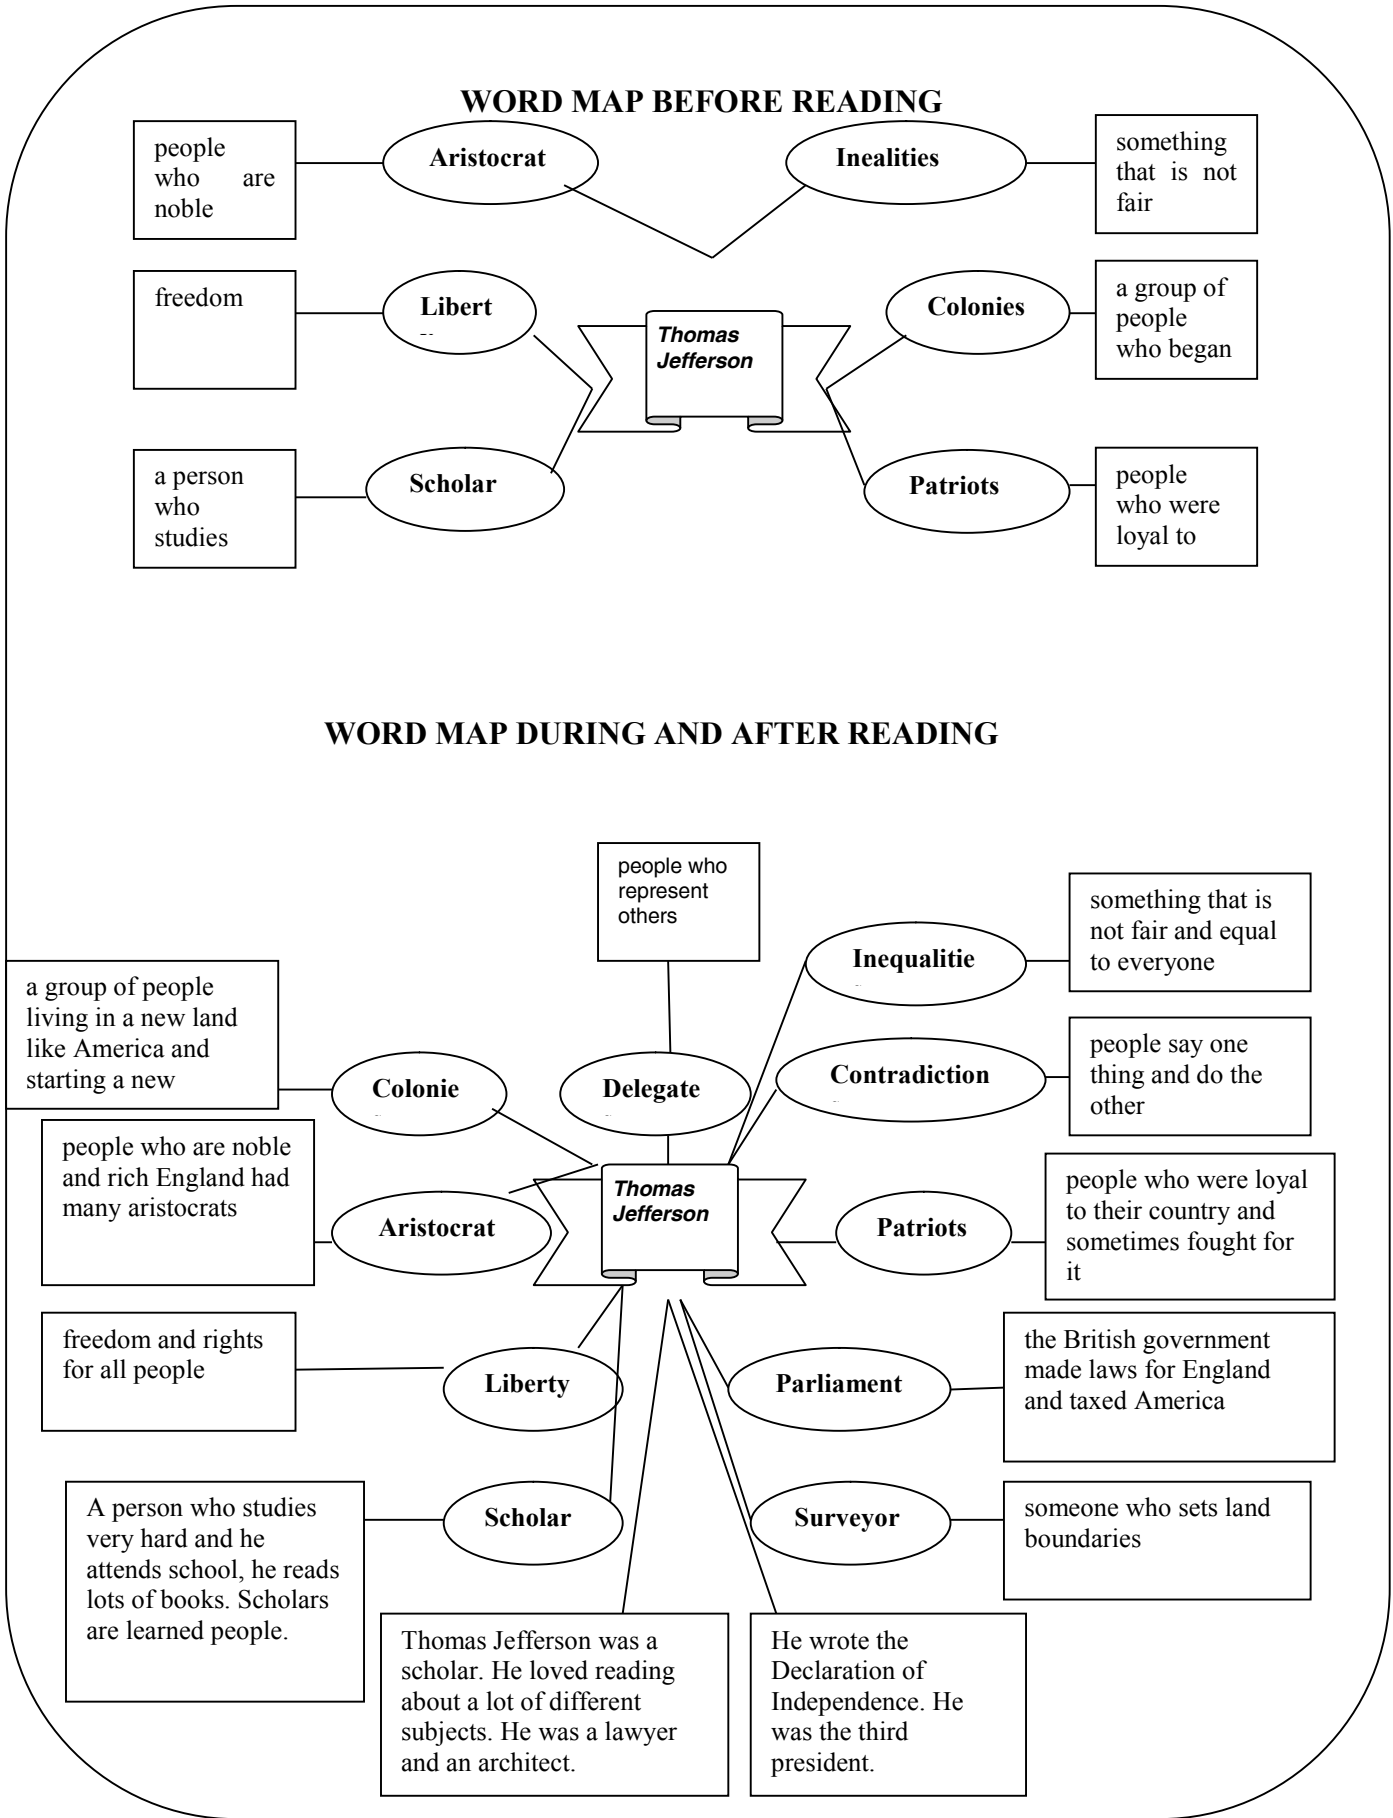 WORD MAP BEFORE READING
people
who are
noble
Aristocrat
Inealities
something
that is not
fair
freedom
Libert
Thomas
Jefferson
Colonies
a group of
people
who began
a person
who
studies
Scholar
Patriots
people
who were
loyal to
WORD MAP DURING AND AFTER READING
people who
represent
others
Inequalitie
something that is
not fair and equal
to everyone
a group of people
living in a new land
like America and
starting a new
Colonie
Delegate
Contradiction
people say one
thing and do the
other
people who are noble
and rich England had
many aristocrats
Aristocrat
Thomas
Jefferson
Patriots
people who were loyal
to their country and
sometimes fought for
it
freedom and rights
for all people
Liberty
Parliament
the British government
made laws for England
and taxed America
A person who studies
very hard and he
attends school, he reads
lots of books. Scholars
are learned people.
Scholar
Surveyor
someone who sets land
boundaries
Thomas Jefferson was a
scholar. He loved reading
about a lot of different
subjects. He was a lawyer
and an architect.
He wrote the
Declaration of
Independence. He
was the third
president.